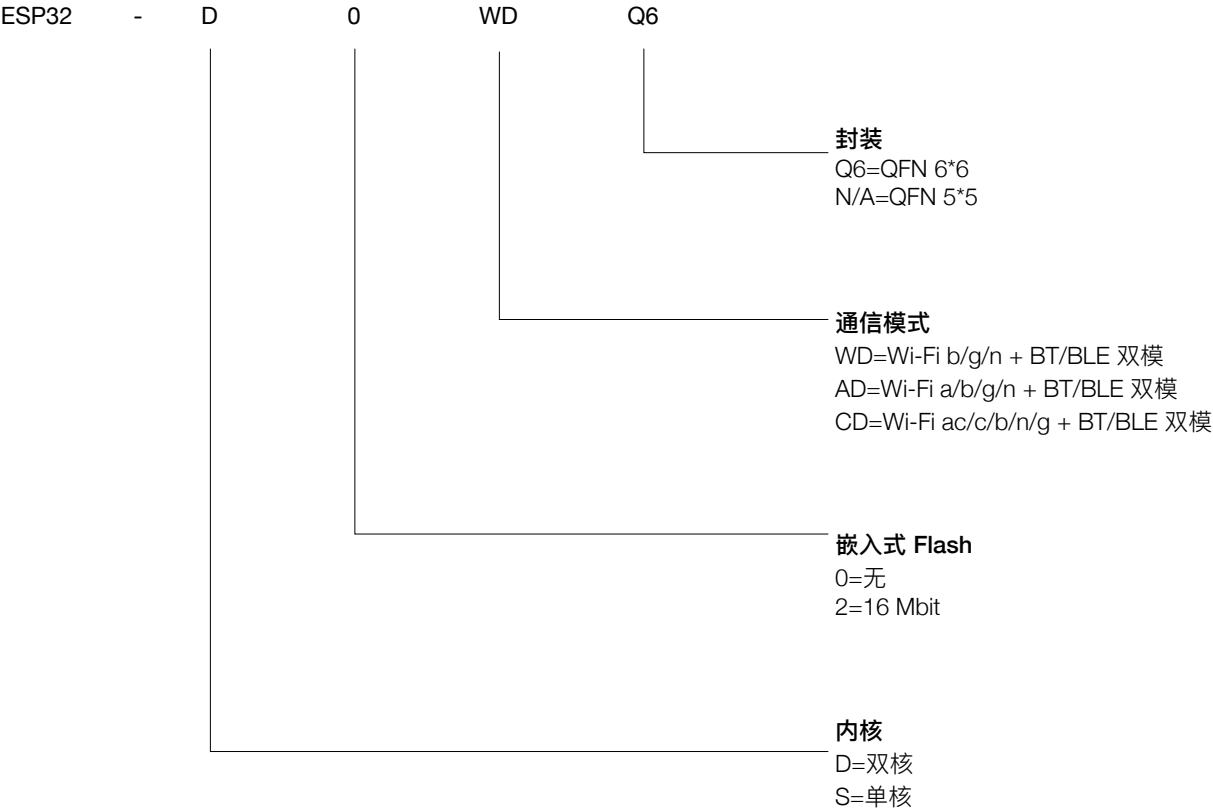 ESP32 - D 0 WD Q6
封装
Q6=QFN 6*6
N/A=QFN 5*5
通信模式
WD=Wi-Fi b/g/n + BT/BLE 双模
AD=Wi-Fi a/b/g/n + BT/BLE 双模
CD=Wi-Fi ac/c/b/n/g + BT/BLE 双模
嵌入式 Flash
0=无
2=16 Mbit
内核
D=双核
S=单核